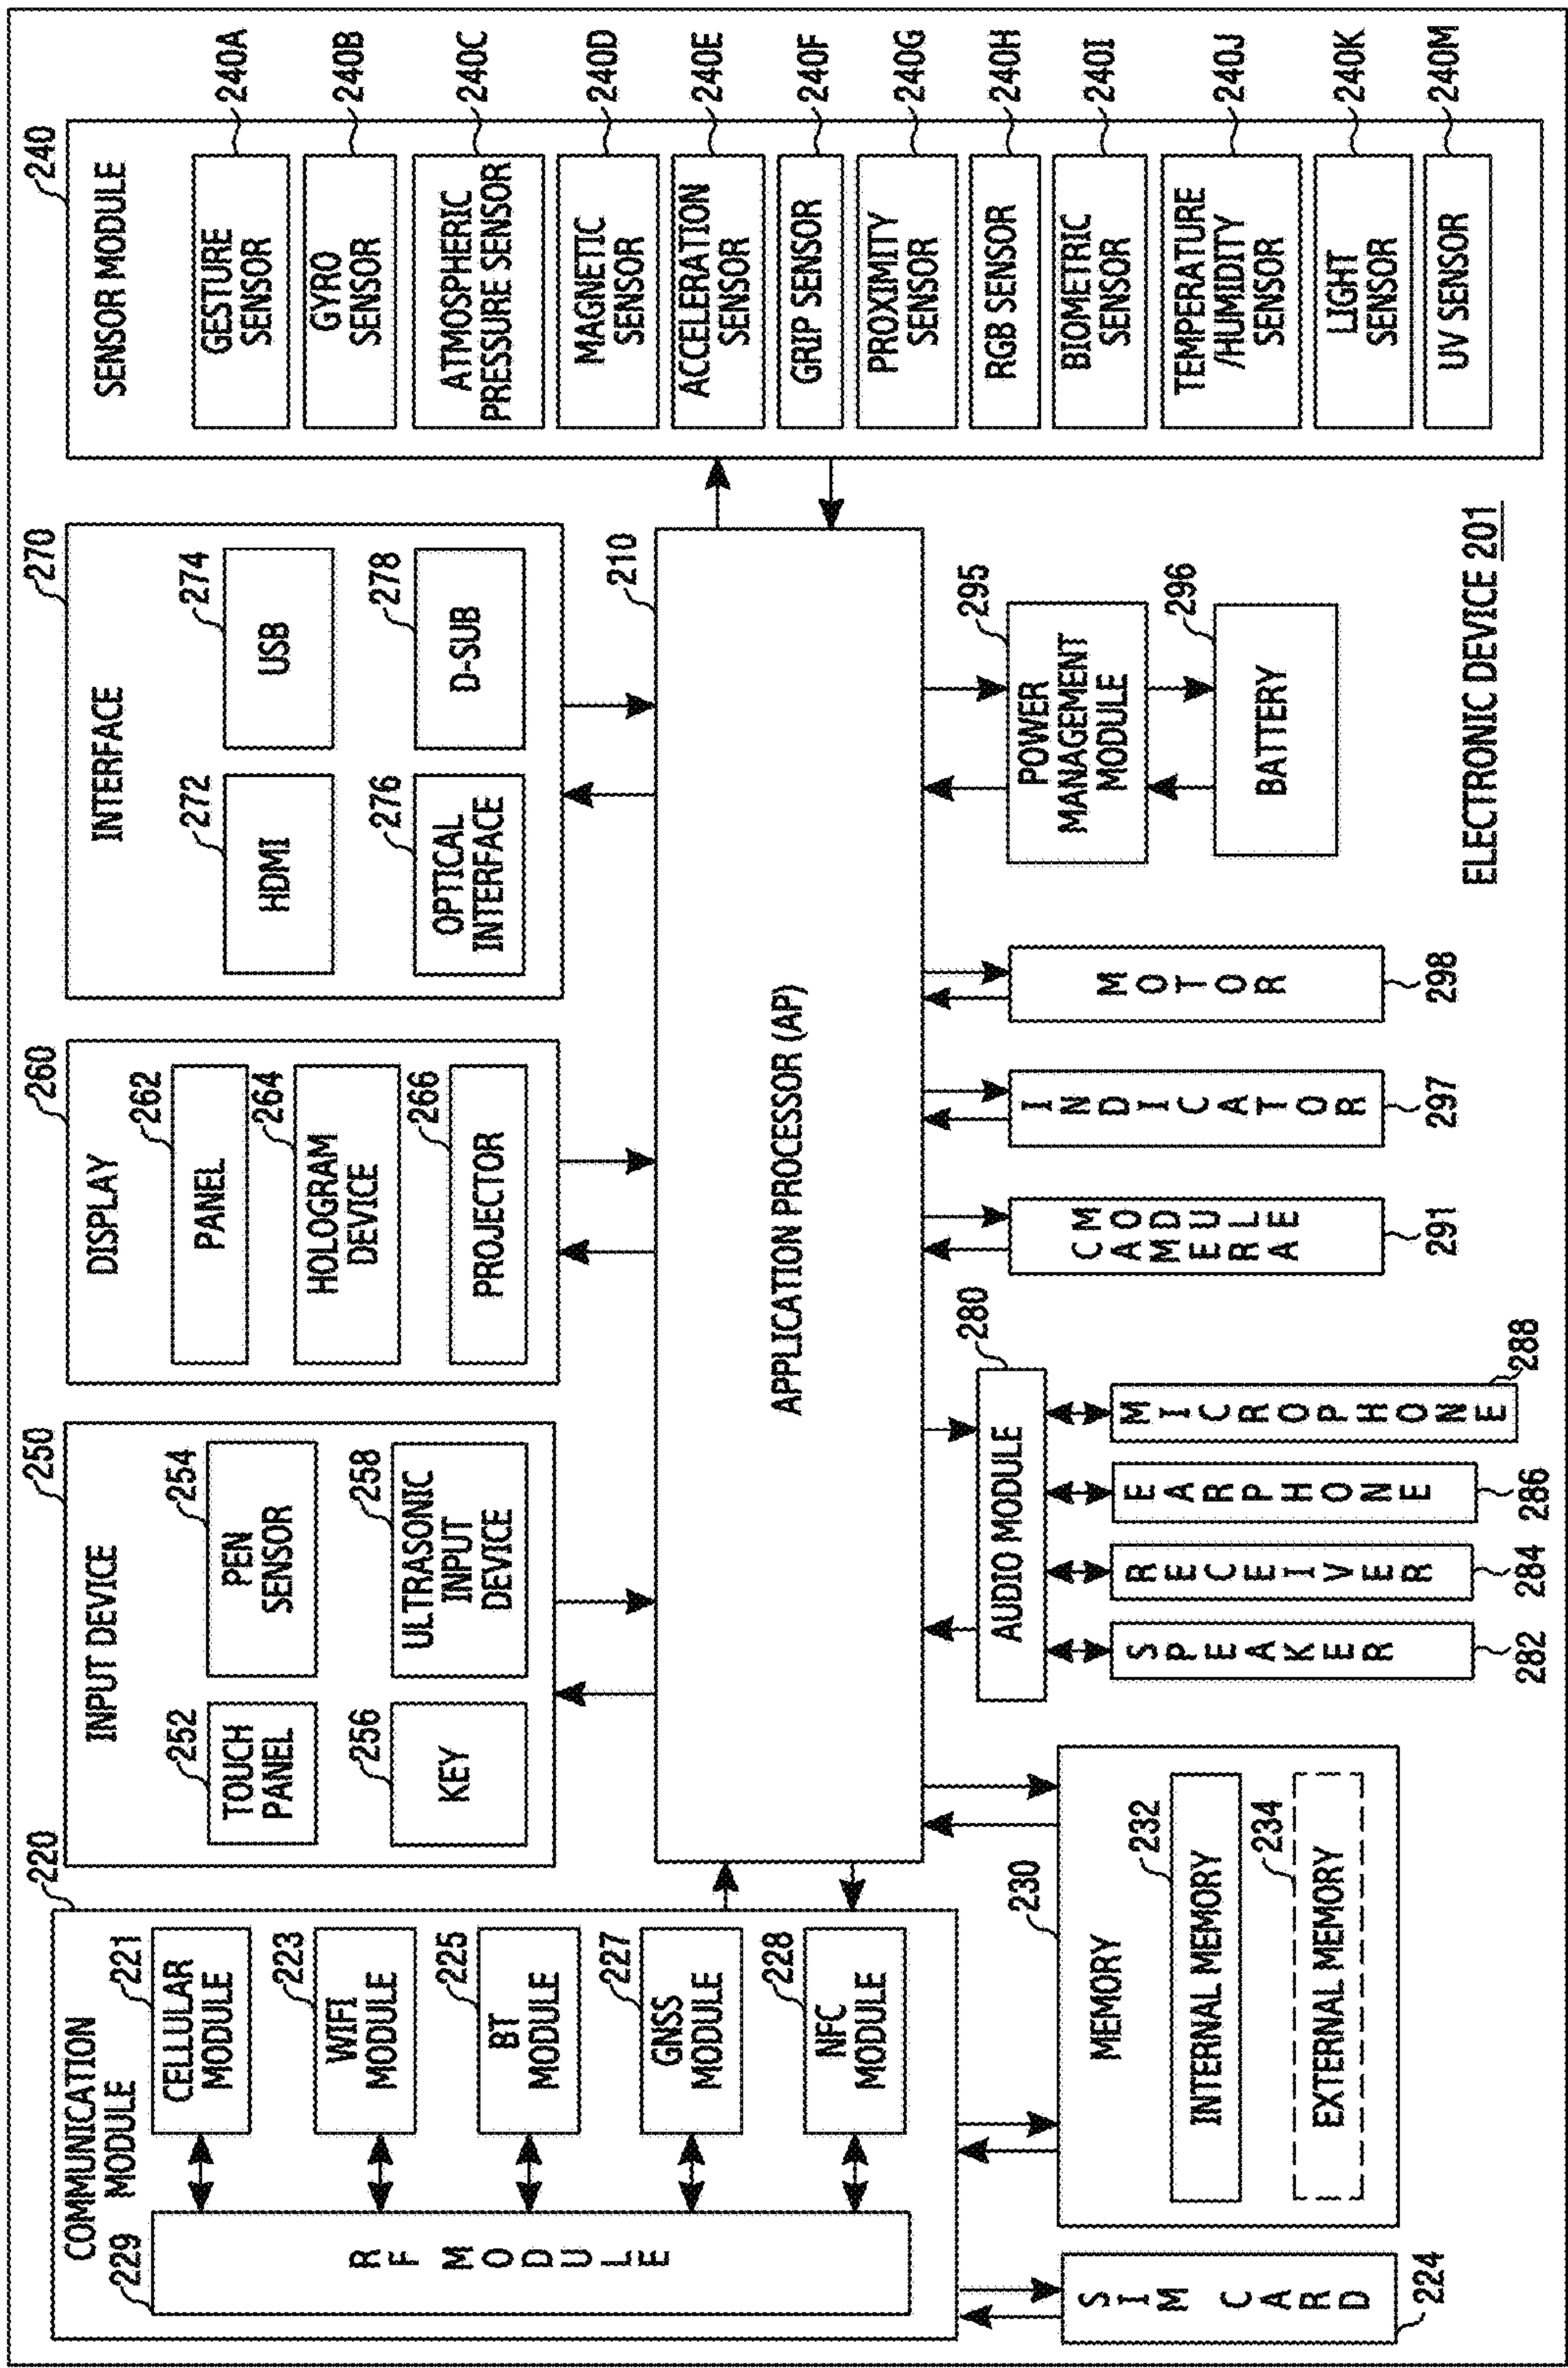 COMMUNICATION
MODULE
220
229
RF MODULE
221
CELLULAR
MODULE
223
WIFI
MODULE
225
BT
MODULE
227
GNSS
MODULE
228
NFC
MODULE
INPUT DEVICE
250
252
TOUCH
PANEL
254
PEN
SENSOR
256
KEY
258
ULTRASONIC
INPUT
DEVICE
DISPLAY
260
262
PANEL
264
HOLOGRAM
DEVICE
266
PROJECTOR
INTERFACE
270
272
HDMI
274
USB
276
OPTICAL
INTERFACE
278
D-SUB
SENSOR MODULE
240
GESTURE
SENSOR
240A
GYRO
SENSOR
240B
ATMOSPHERIC
PRESSURE SENSOR
240C
MAGNETIC
SENSOR
240D
ACCELERATION
SENSOR
240E
GRIP SENSOR
240F
PROXIMITY
SENSOR
240G
RGB SENSOR
240H
BIOMETRIC
SENSOR
240I
TEMPERATURE
/HUMIDITY
SENSOR
240J
LIGHT
SENSOR
240K
UV SENSOR
240M
APPLICATION PROCESSOR (AP)
210
SIM CARD
224
MEMORY
230
232
INTERNAL MEMORY
234
EXTERNAL MEMORY
AUDIO MODULE
280
SPEAKER
282
RECEIVER
284
EARPHONE
286
MICROPHONE
288
CAMERA
MODULE
291
INDICATOR
297
MOTOR
298
POWER
MANAGEMENT
MODULE
295
BATTERY
296
ELECTRONIC DEVICE 201